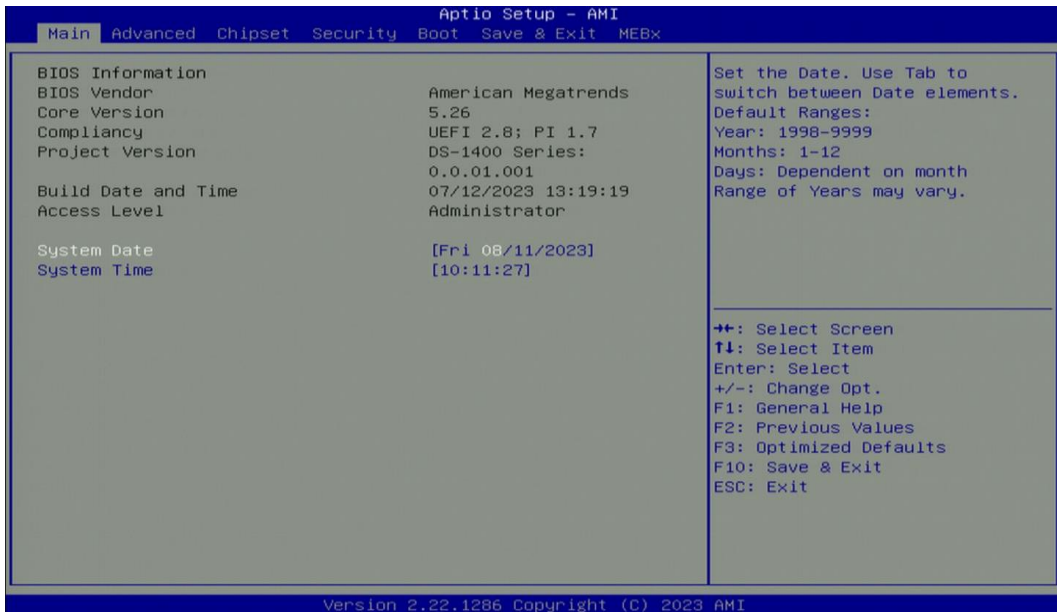 Aptio Setup - AMI
Main Advanced Chipset Security Boot Save & Exit MEBx
BIOS Information
BIOS Vendor American Megatrends
Core Version 5.26
Compliancy UEFI 2.8; PI 1.7
Project Version DS-1400 Series:
0.0.01.001
Build Date and Time 07/12/2023 13:19:19
Access Level Administrator
System Date [Fri 08/11/2023]
System Time [10:11:27]
Set the Date. Use Tab to
switch between Date elements.
Default Ranges:
Year: 1998-9999
Months: 1-12
Days: Dependent on month
Range of Years may vary.
→←: Select Screen
↑↓: Select Item
Enter: Select
+/-: Change Opt.
F1: General Help
F2: Previous Values
F3: Optimized Defaults
F10: Save & Exit
ESC: Exit
Version 2.22.1286 Copyright (C) 2023 AMI